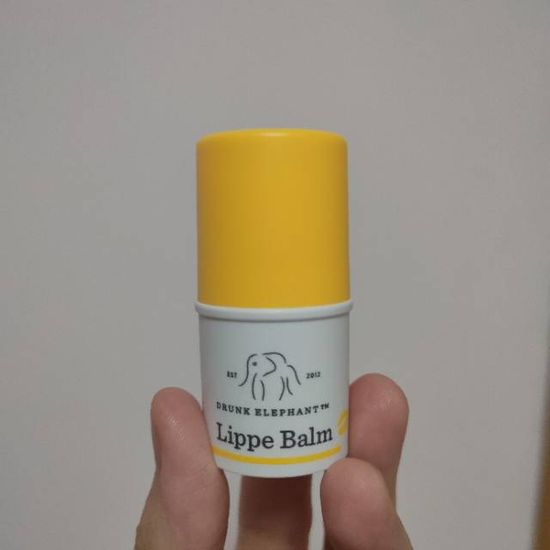 EST 2012
DRUNK ELEPHANT™
Lippe Balm